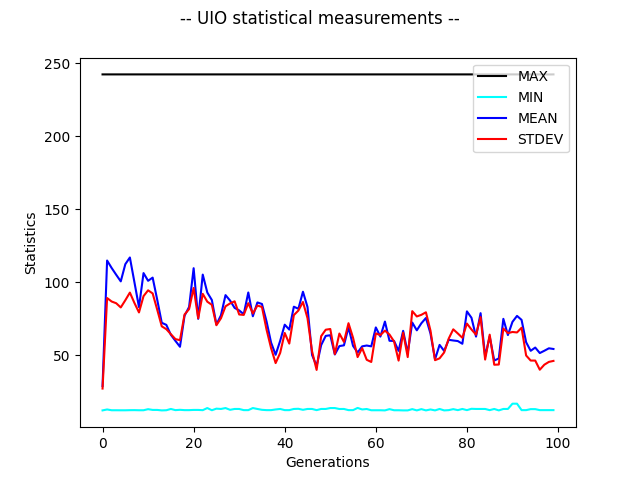 -- UIO statistical measurements --
250
200
150
100
50
0
20
40
60
80
100
Statistics
Generations
MAX
MIN
MEAN
STDEV